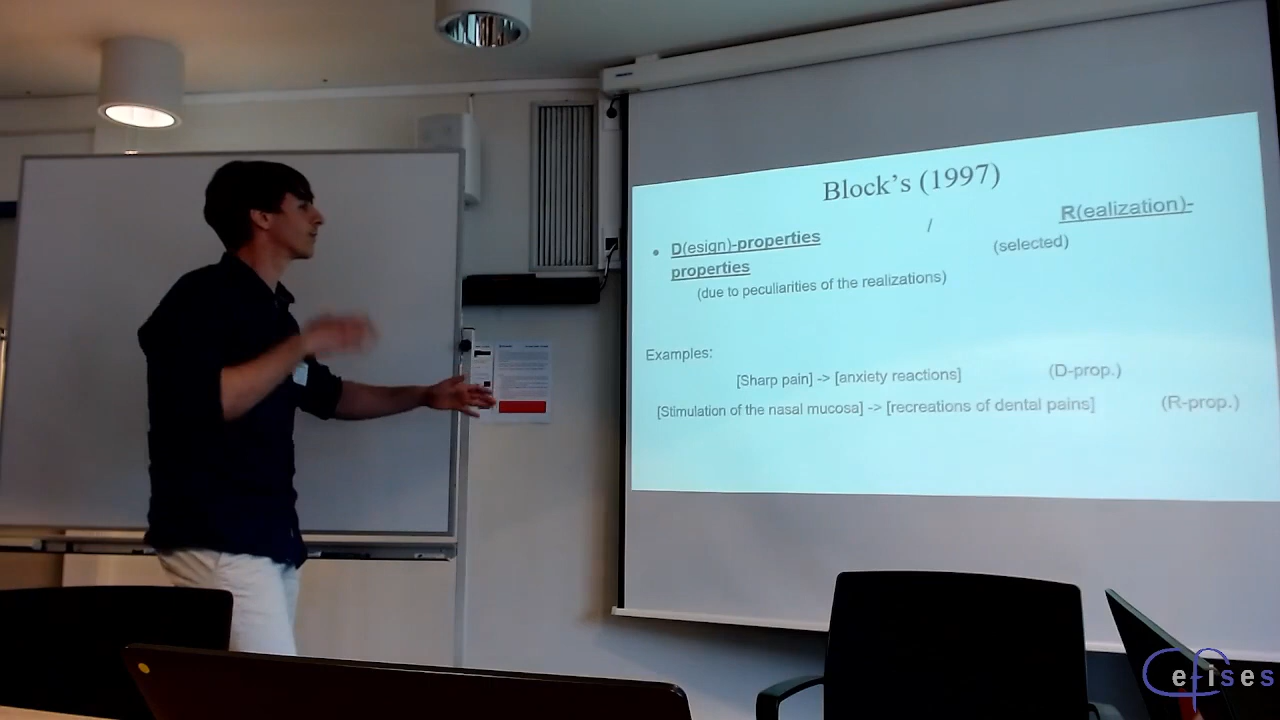 Block's (1997)
• D(esign)-properties / R(ealization)-
properties (selected)
(due to peculiarities of the realizations)
Examples:
[Sharp pain] -> [anxiety reactions] (D-prop.)
[Stimulation of the nasal mucosa] -> [recreations of dental pains] (R-prop.)
efises